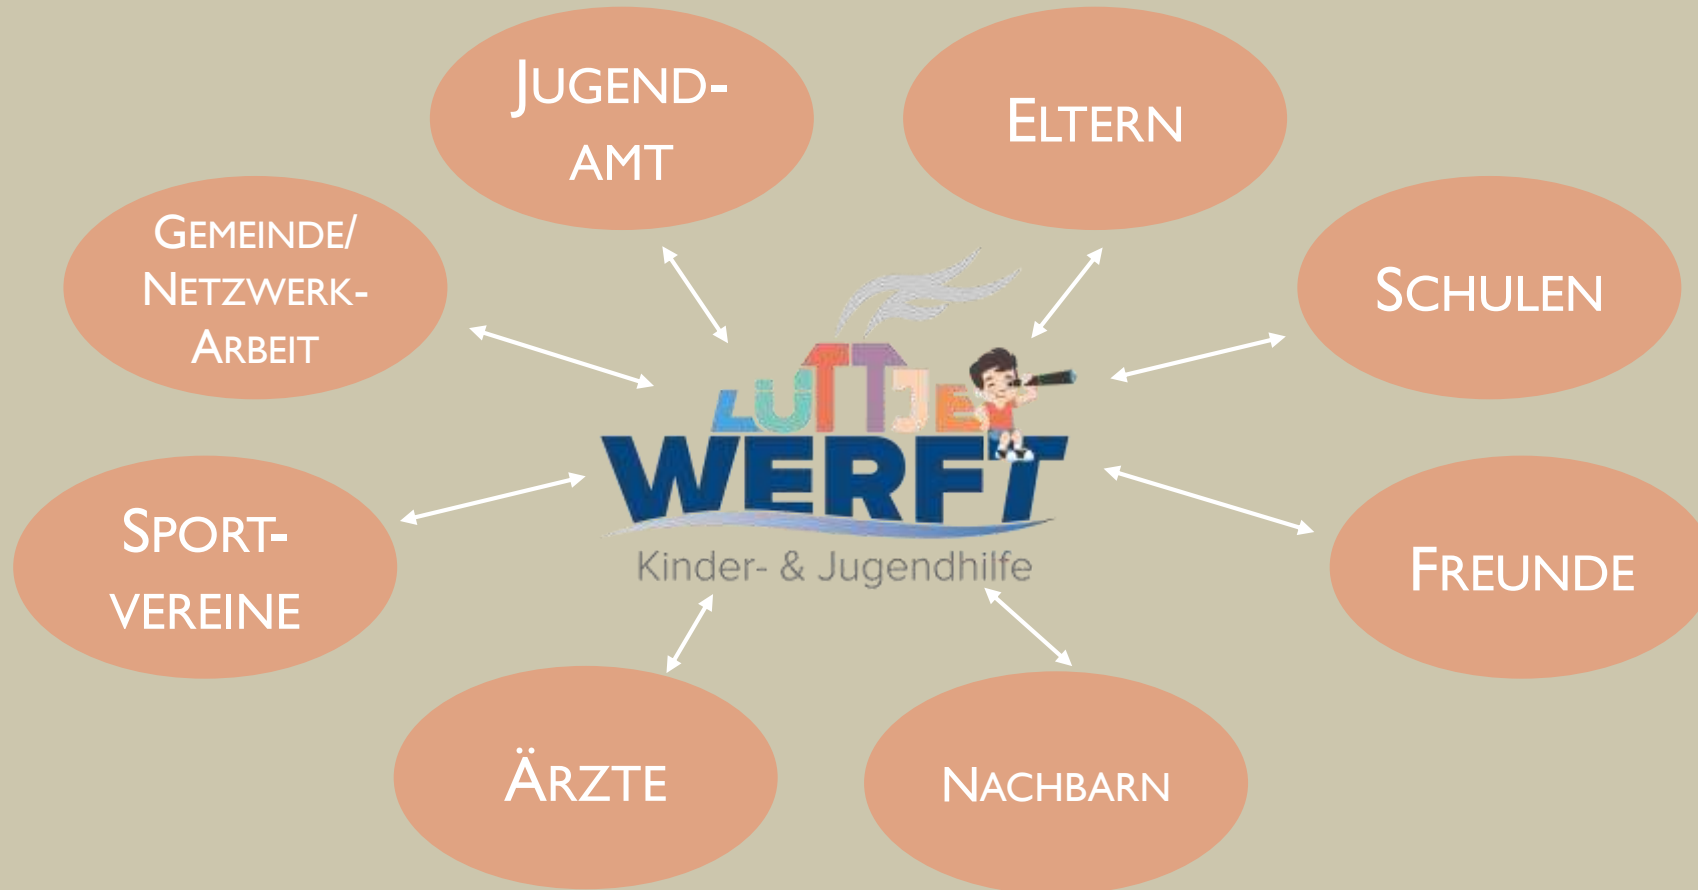 JUGEND-
AMT
ELTERN
GEMEINDE/
NETZWERK-
ARBEIT
SCHULEN
LÜTTJE
WERFT
Kinder- & Jugendhilfe
SPORT-
VEREINE
FREUNDE
ÄRZTE
NACHBARN